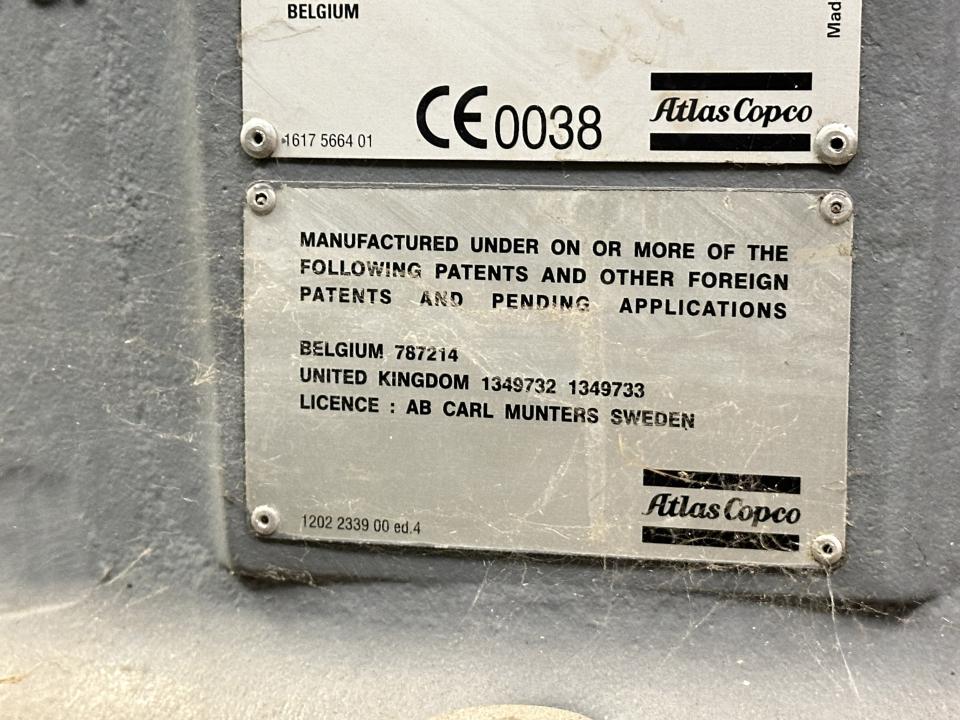 BELGIUM
Mad
1617 5664 01
CE 0038
Atlas Copco
MANUFACTURED UNDER ON OR MORE OF THE
FOLLOWING PATENTS AND OTHER FOREIGN
PATENTS AND PENDING APPLICATIONS
BELGIUM 787214
UNITED KINGDOM 1349732 1349733
LICENCE : AB CARL MUNTERS SWEDEN
1202 2339 00 ed.4
Atlas Copco